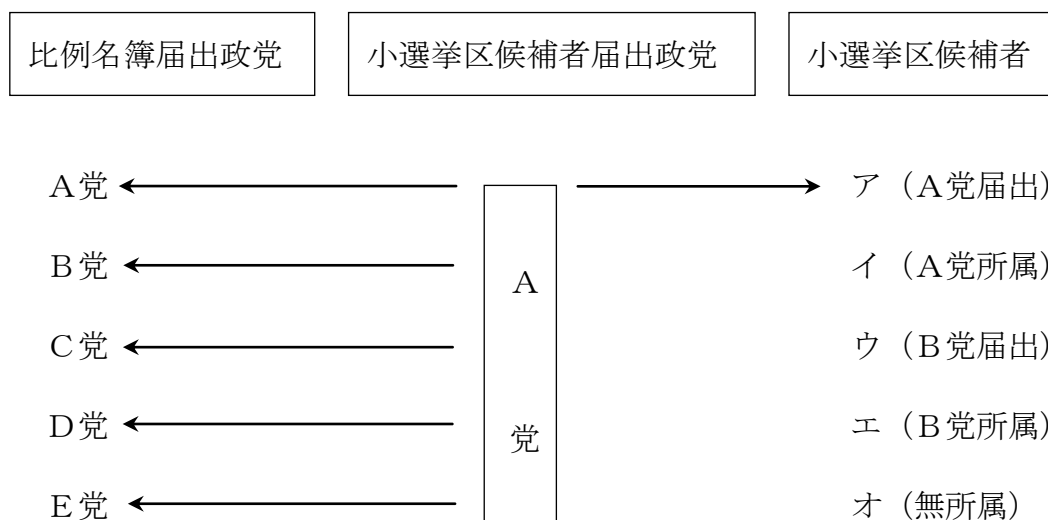 比例名簿届出政党 小選挙区候補者届出政党 小選挙区候補者
A党 ア（A党届出）
B党 イ（A党所属）
A
C党 ウ（B党届出）
D党 エ（B党所属）
党
E党 オ（無所属）